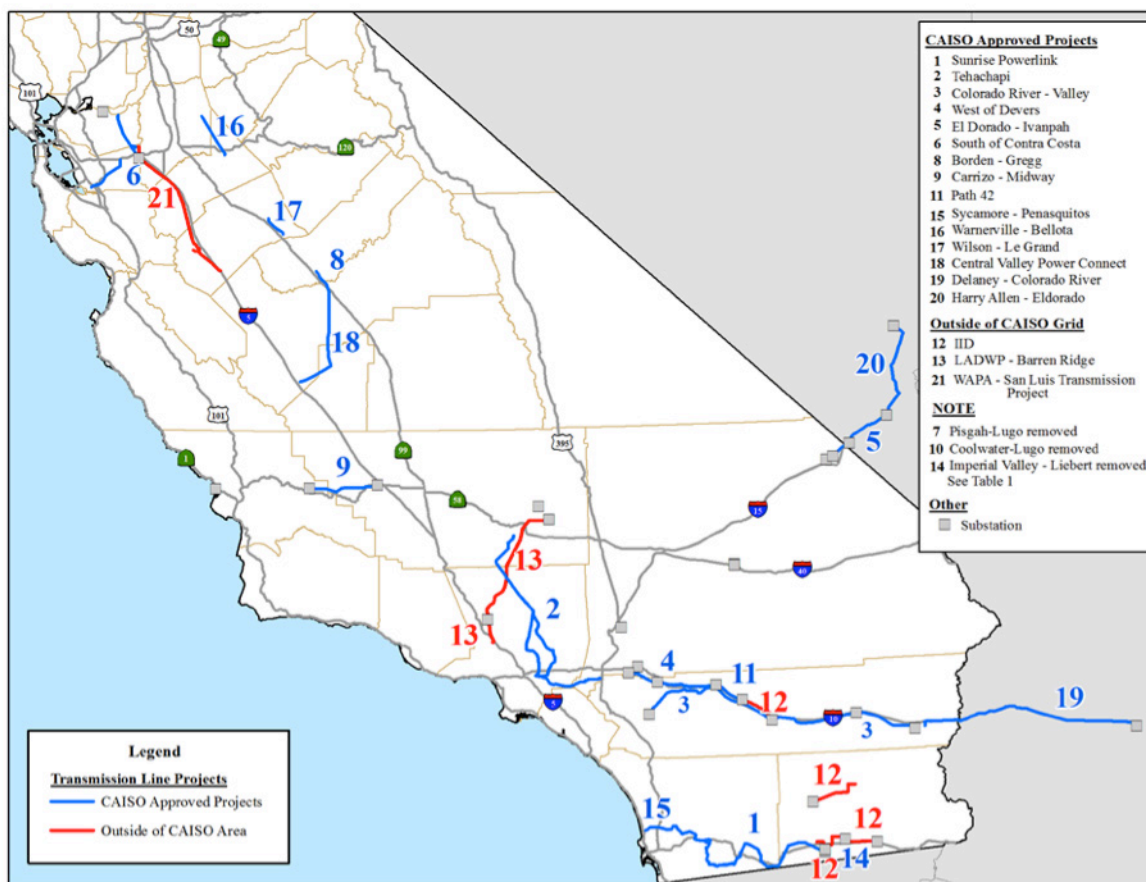 CAISO Approved Projects
1 Sunrise Powerlink
2 Tehachapi
3 Colorado River - Valley
4 West of Devers
5 El Dorado - Ivanpah
6 South of Contra Costa
8 Borden - Gregg
9 Carrizo - Midway
11 Path 42
15 Sycamore - Penasquitos
16 Warnerville - Bellota
17 Wilson - Le Grand
18 Central Valley Power Connect
19 Delaney - Colorado River
20 Harry Allen - Eldorado
Outside of CAISO Grid
12 IID
13 LADWP - Barren Ridge
21 WAPA - San Luis Transmission
Project
NOTE
7 Pisgah-Lugo removed
10 Coolwater-Lugo removed
14 Imperial Valley - Liebert removed
See Table 1
Other
Substation
50
49
101
16
120
6
21
17
8
5
18
20
101
395
5
1
99
9
58
15
13
40
2
13
4
11
19
3
12
5
10
3
12
15
1
12
14
12
Legend
Transmission Line Projects
CAISO Approved Projects
Outside of CAISO Area